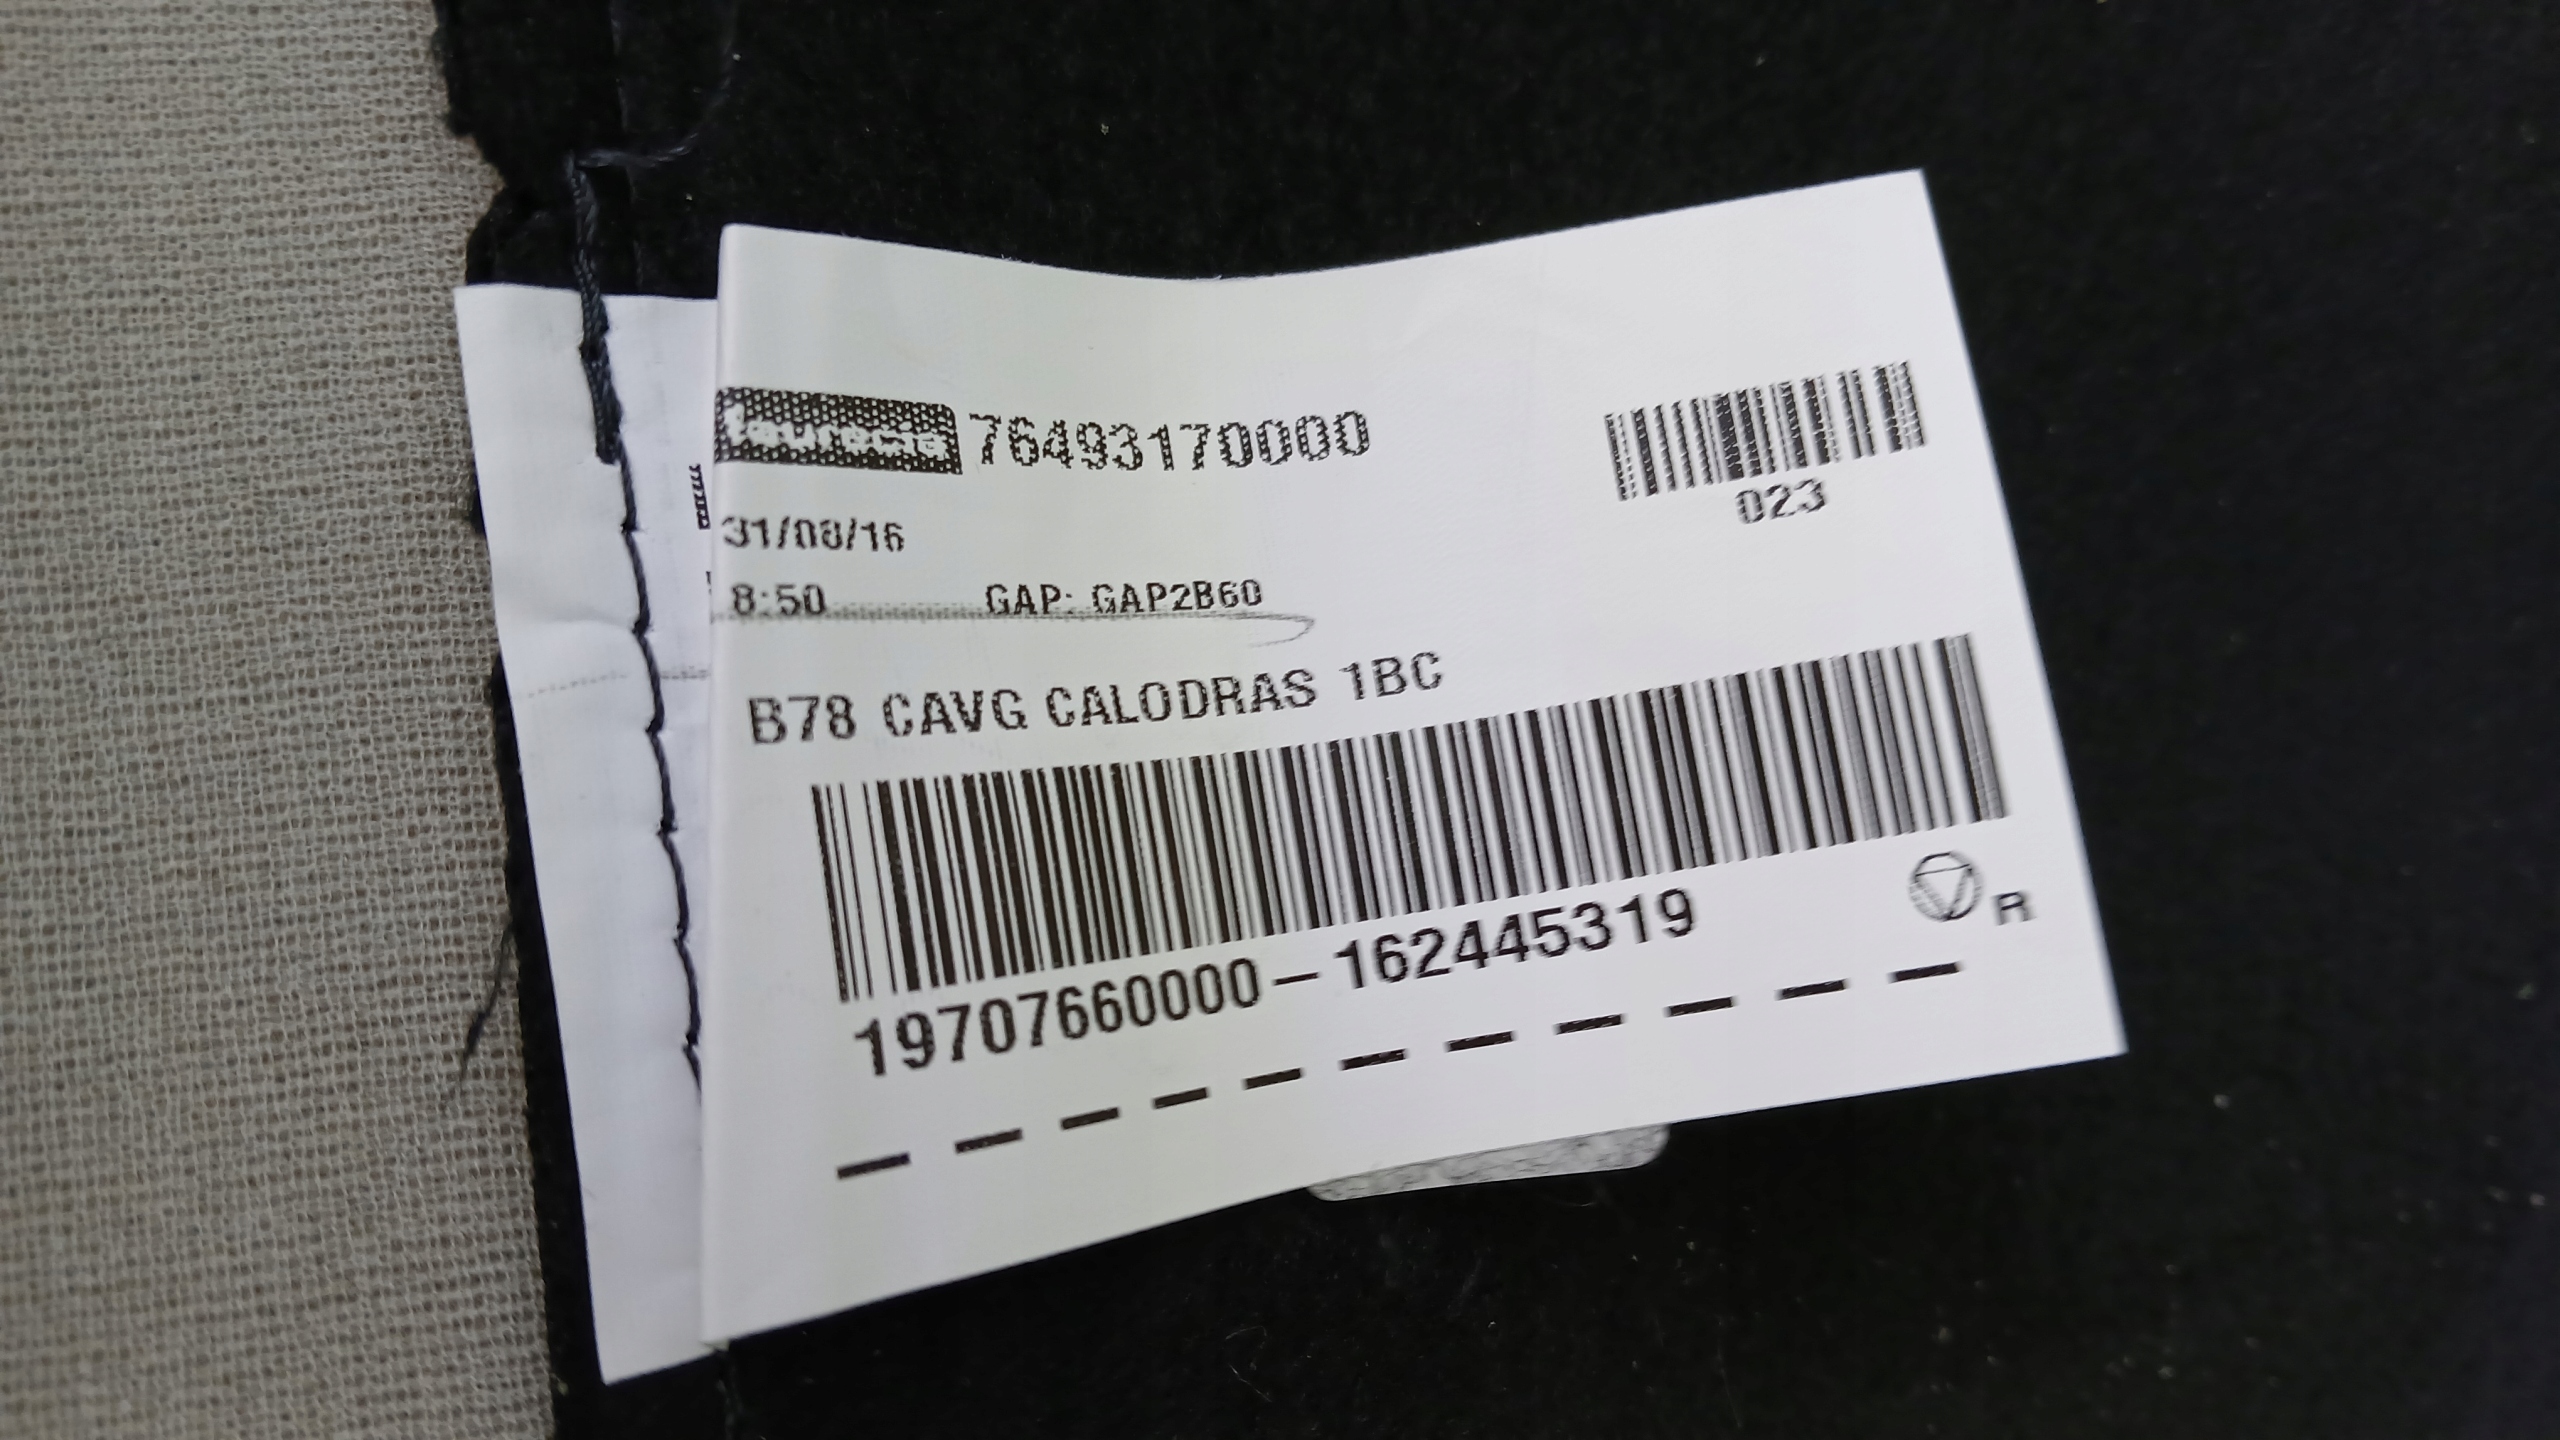 faurecia 76493170000
023
31/08/16
8:50 GAP: GAP2B60
B78 CAVG CALODRAS 1BC
19707660000-162445319
R